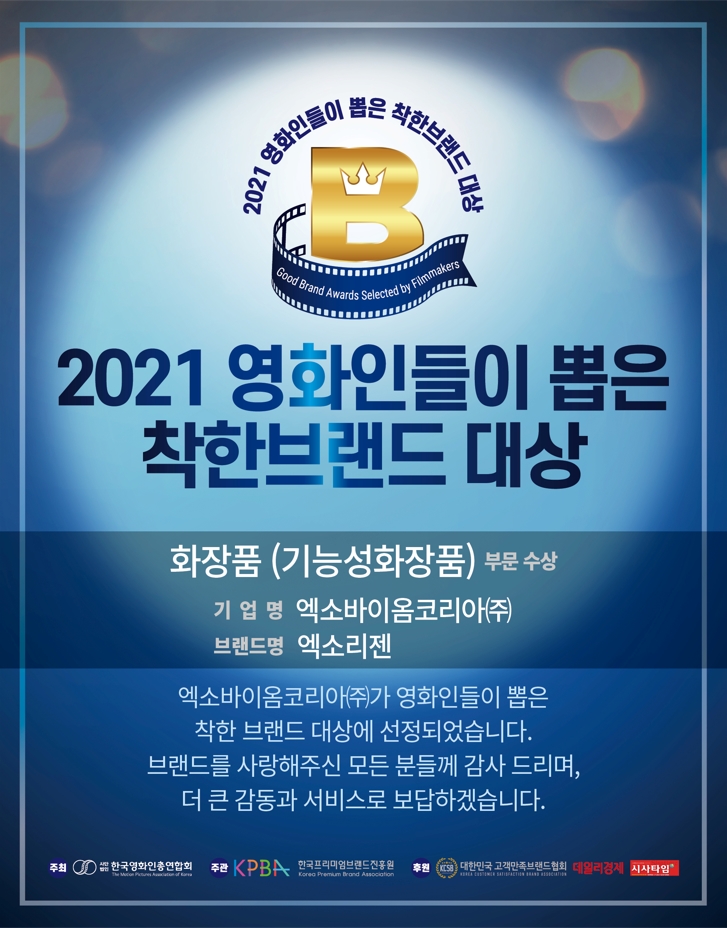 2021 영화인들이 뽑은 착한브랜드 대상
B
Good Brand Awards Selected by Filmmakers
2021 영화인들이 뽑은
착한브랜드 대상
화장품 (기능성화장품) 부문 수상
기 업 명 엑소바이옴코리아㈜
브랜드명 엑소리젠
엑소바이옴코리아㈜가 영화인들이 뽑은
착한 브랜드 대상에 선정되었습니다.
브랜드를 사랑해주신 모든 분들께 감사 드리며,
더 큰 감동과 서비스로 보답하겠습니다.
주최 사단법인 한국영화인총연합회 주관 KPBA 한국프리미엄브랜드진흥원 후원 KCSB 대한민국 고객만족브랜드협회 데일리경제 시사타임
The Motion Pictures Association of Korea Korea Premium Brand Association KOREA CUSTOMER SATISFACTION BRAND ASSOCIATION